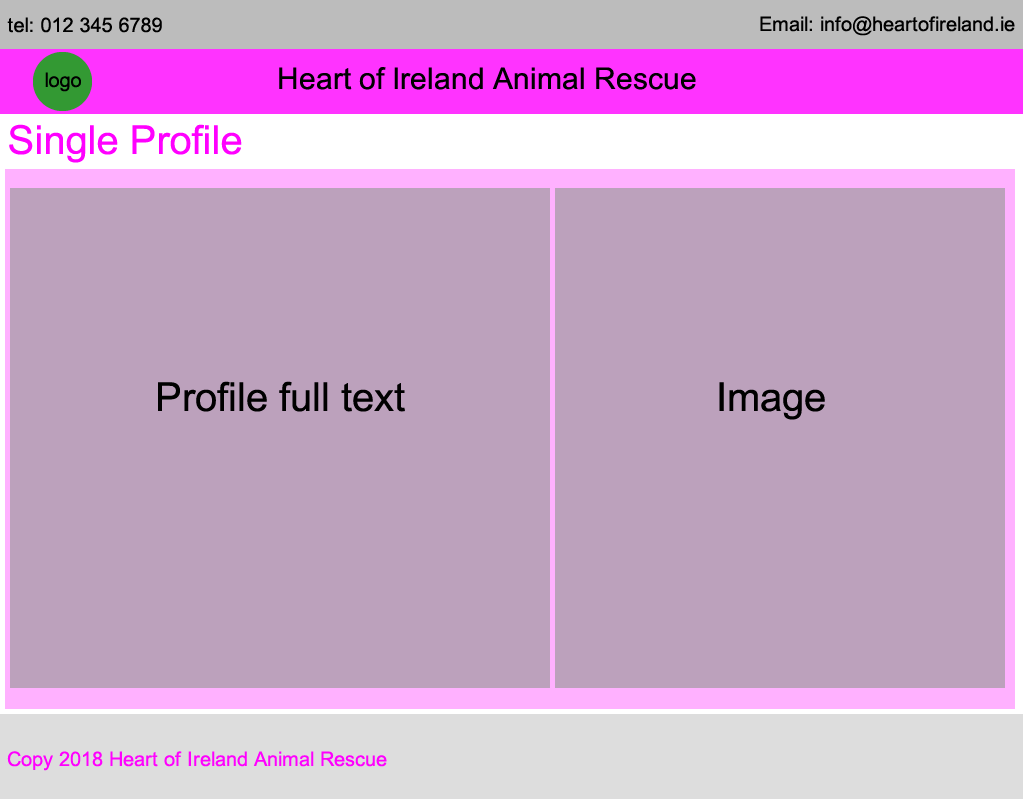 tel: 012 345 6789
Email: info@heartofireland.ie
logo
Heart of Ireland Animal Rescue
Single Profile
Profile full text
Image
Copy 2018 Heart of Ireland Animal Rescue